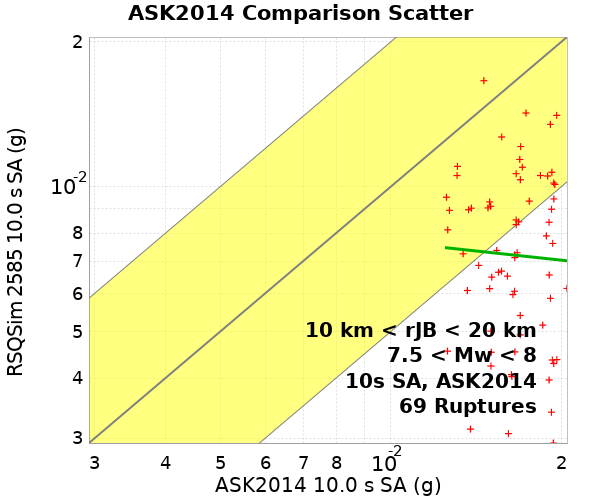 ASK2014 Comparison Scatter
RSQSim 2585 10.0 s SA (g)
2
10-2
8
7
6
5
4
3
10 km < rJB < 20 km
7.5 < Mw < 8
10s SA, ASK2014
69 Ruptures
3 4 5 6 7 8 10-2 2
ASK2014 10.0 s SA (g)